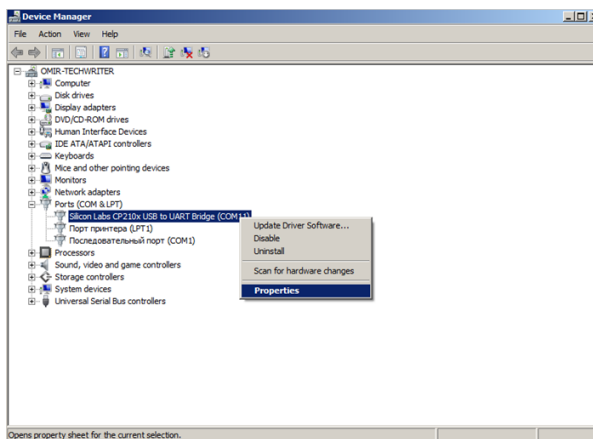 Device Manager
File Action View Help
OMIR-TECHWRITER
Computer
Disk drives
Display adapters
DVD/CD-ROM drives
Human Interface Devices
IDE ATA/ATAPI controllers
Keyboards
Mice and other pointing devices
Monitors
Network adapters
Ports (COM & LPT)
Silicon Labs CP210x USB to UART Bridge (COM11)
Порт принтера (LPT1)
Последовательный порт (COM1)
Processors
Sound, video and game controllers
Storage controllers
System devices
Universal Serial Bus controllers
Update Driver Software...
Disable
Uninstall
Scan for hardware changes
Properties
Opens property sheet for the current selection.